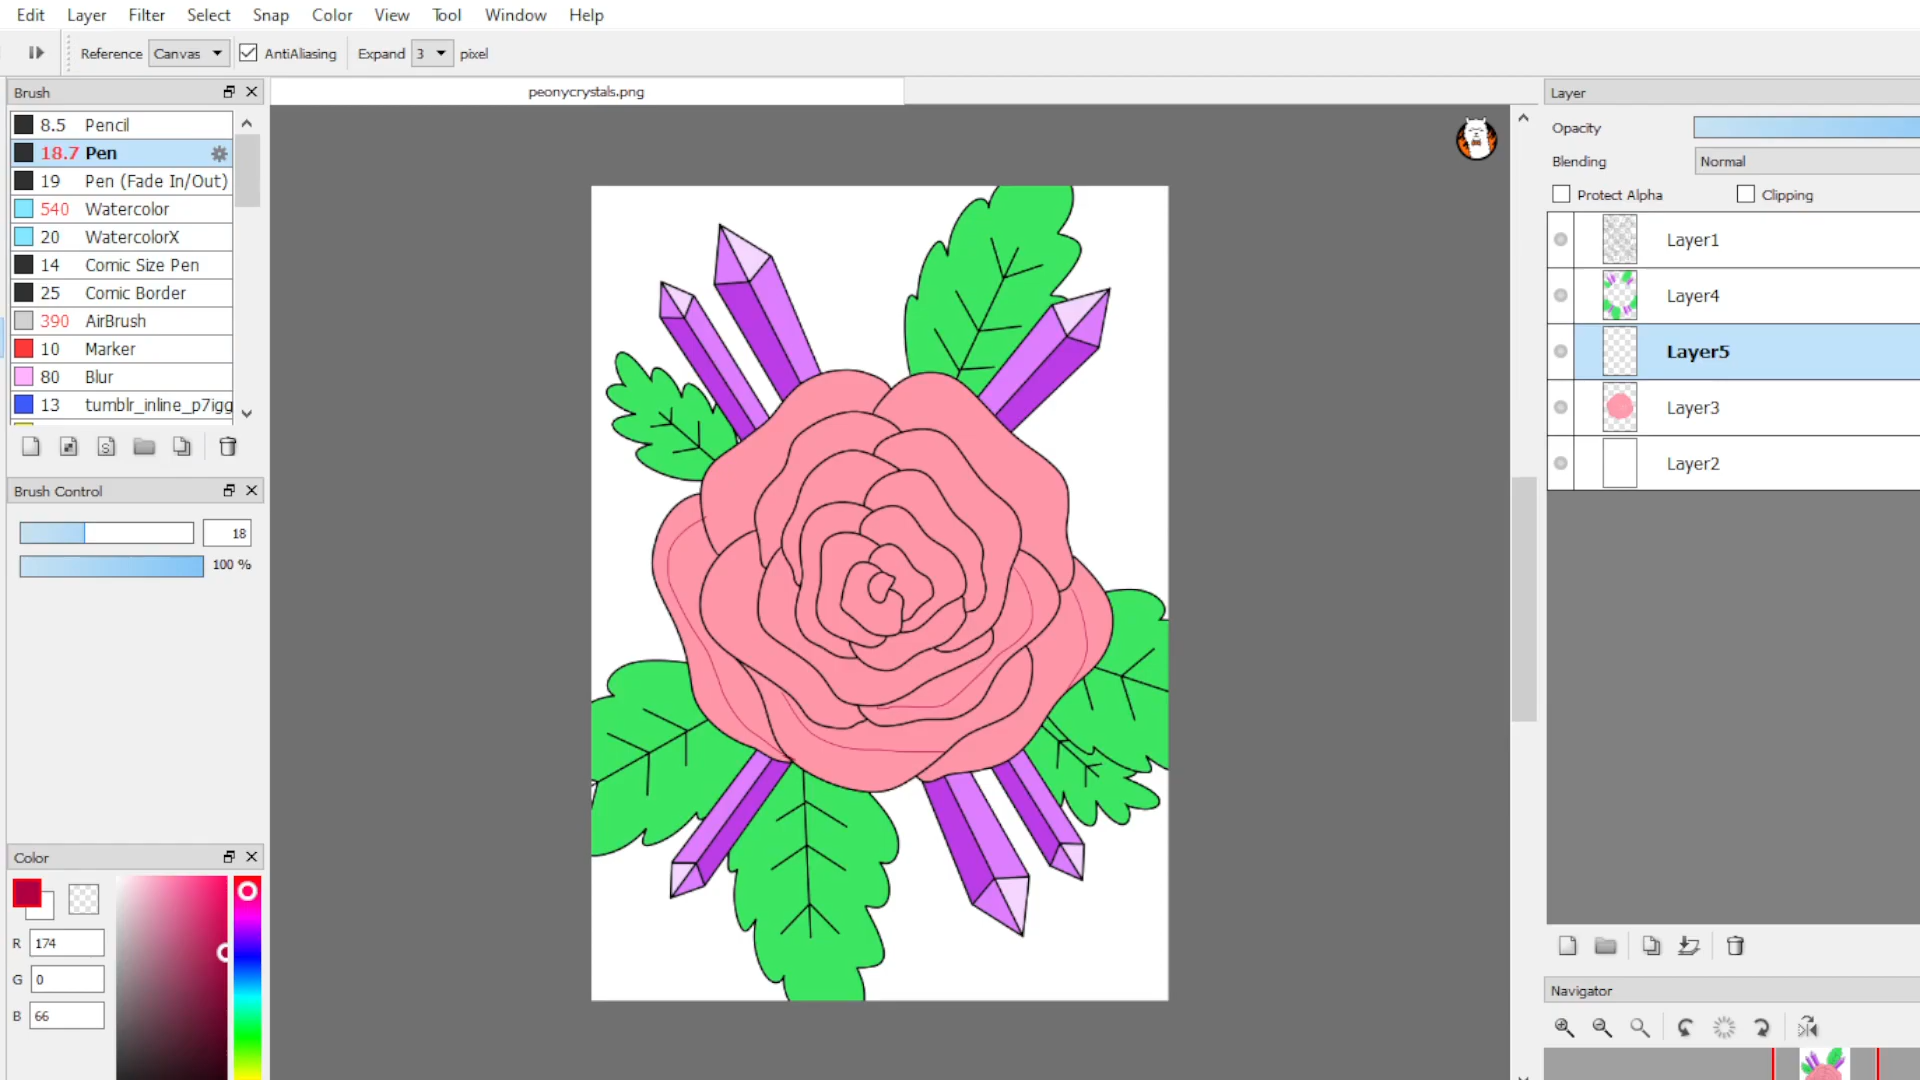 Edit Layer Filter Select Snap Color View Tool Window Help
Reference Canvas AntiAliasing Expand 3 pixel
Brush
peonycrystals.png
8.5 Pencil
18.7 Pen
19 Pen (Fade In/Out)
540 Watercolor
20 WatercolorX
14 Comic Size Pen
25 Comic Border
390 AirBrush
10 Marker
80 Blur
13 tumblr_inline_p7igg
Brush Control
18
100 %
Color
R 174
G 0
B 66
Layer
Opacity
Blending Normal
Protect Alpha Clipping
Layer1
Layer4
Layer5
Layer3
Layer2
Navigator